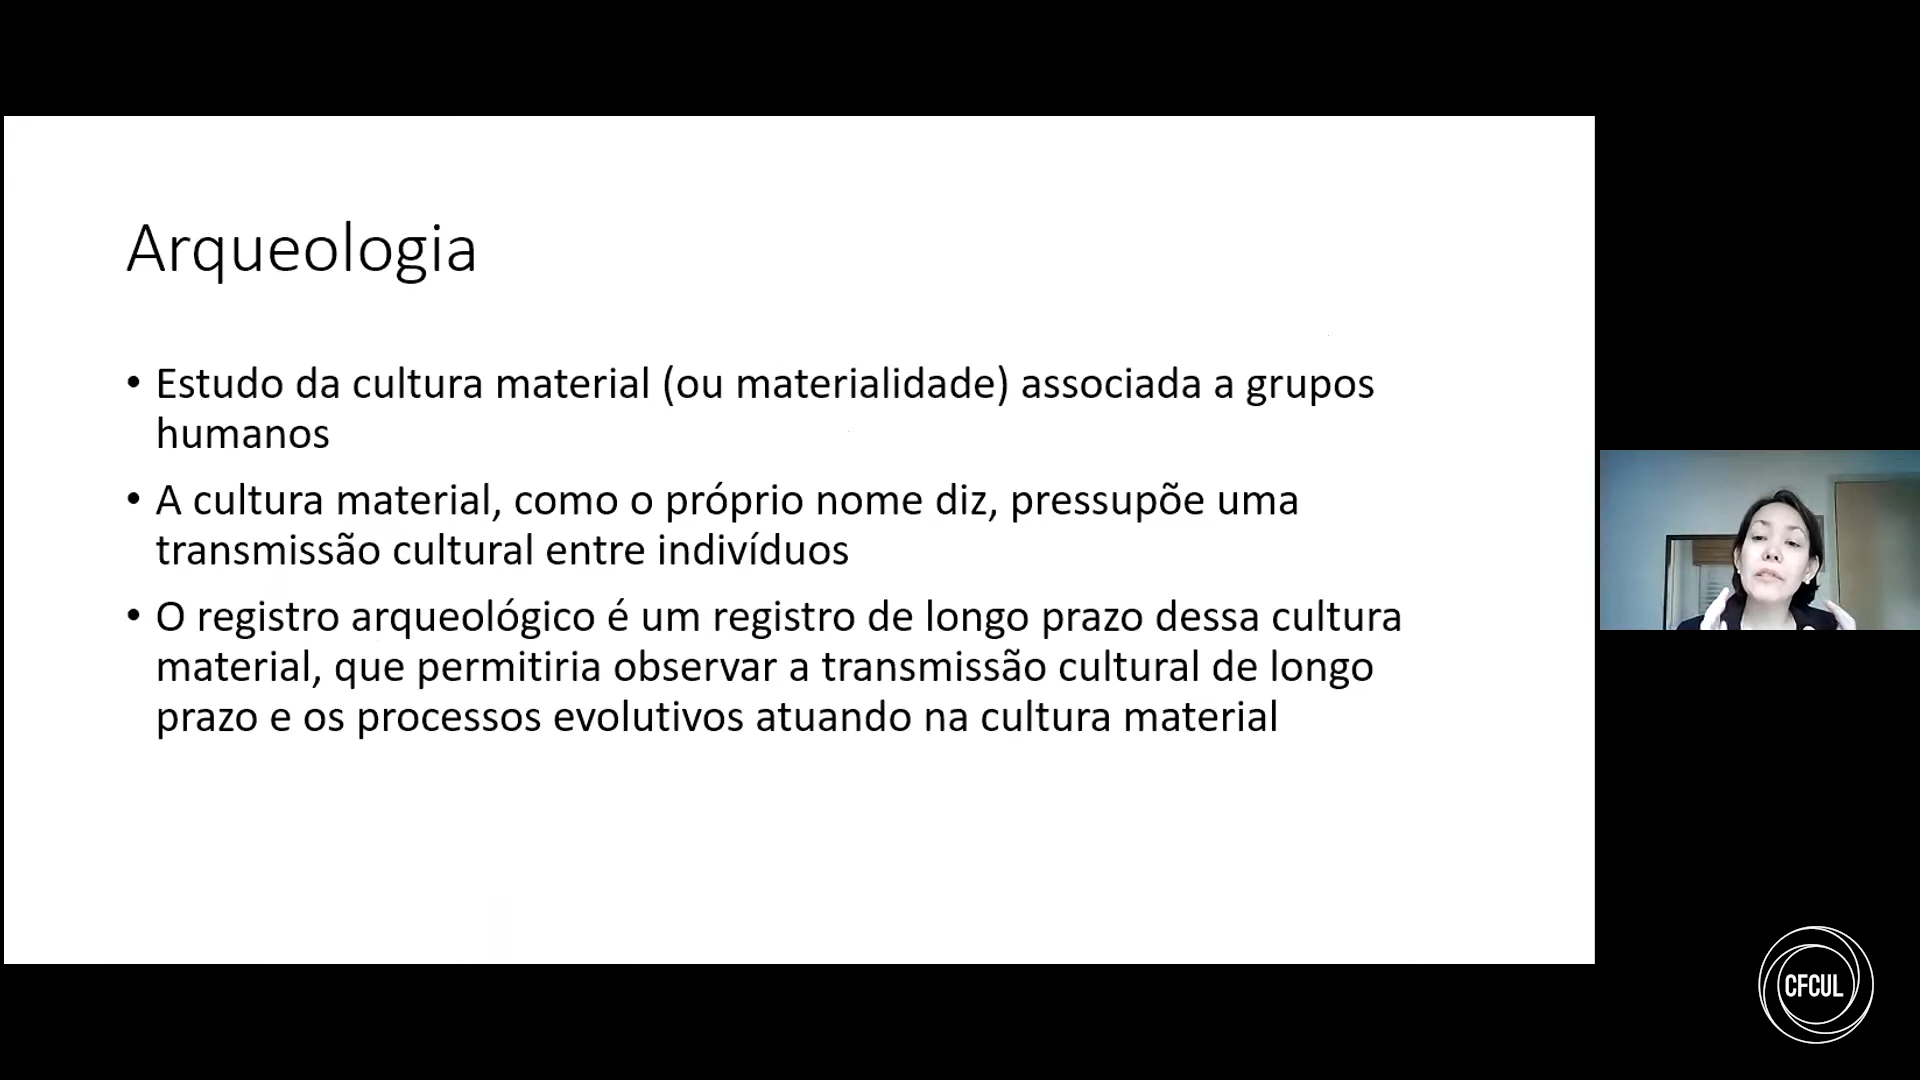 Arqueologia
• Estudo da cultura material (ou materialidade) associada a grupos
humanos
• A cultura material, como o próprio nome diz, pressupõe uma
transmissão cultural entre indivíduos
• O registro arqueológico é um registro de longo prazo dessa cultura
material, que permitiria observar a transmissão cultural de longo
prazo e os processos evolutivos atuando na cultura material
CFCUL